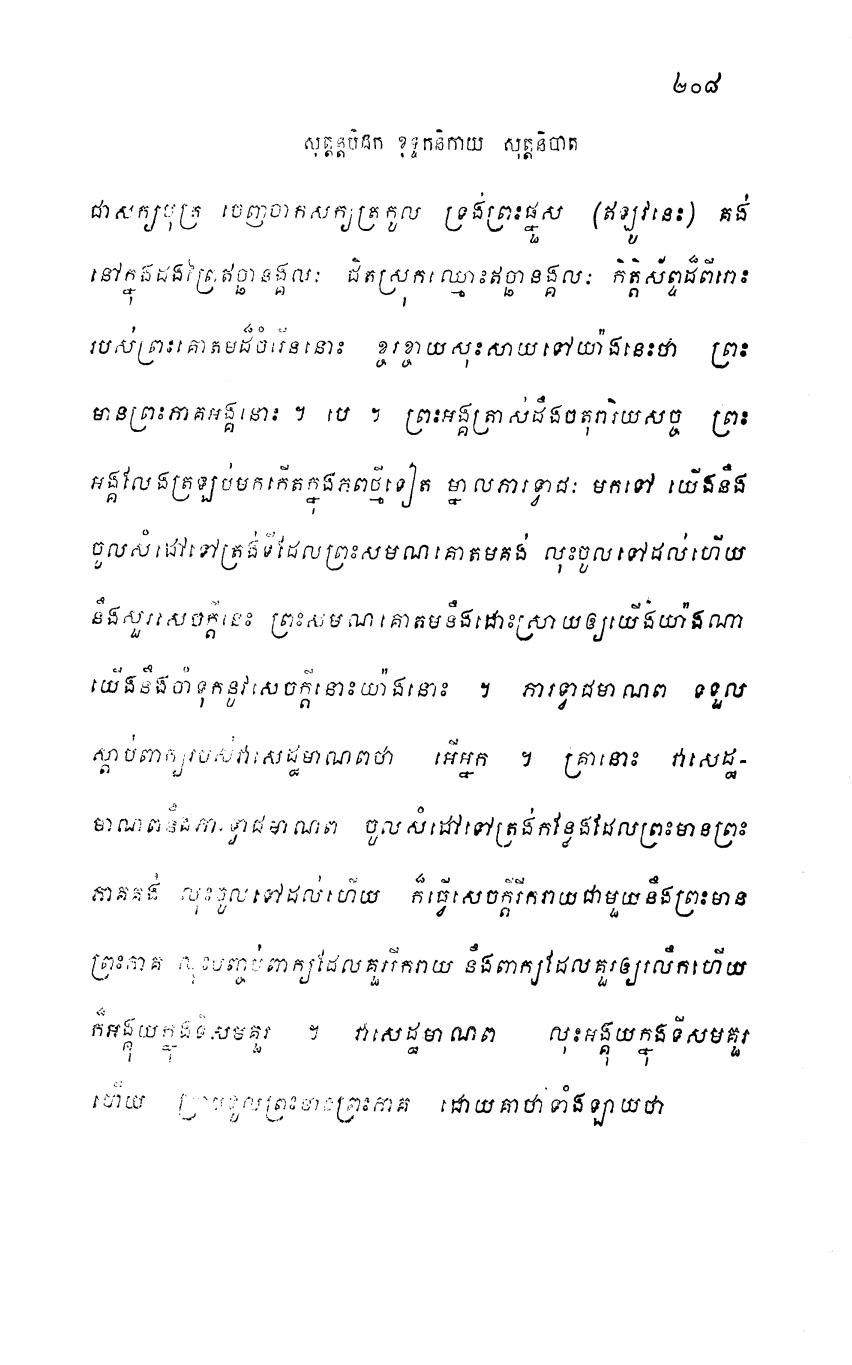 ២០៨
សុត្តន្តបិដក ខុទ្ទកនិកាយ សុត្តនិបាត
ជាសក្យបុត្រ ចេញចាកសក្យត្រកូល ទ្រង់ព្រះផ្នួស (ឥឡូវនេះ) គង់
នៅក្នុងដងព្រៃឥច្ឆានង្គលៈ ជិតស្រុកឈ្មោះឥច្ឆានង្គលៈ កិត្តិស័ព្ទដ៏ពីរោះ
របស់ព្រះគោតមដ៏ចំរើននោះ ខ្ចរខ្ចាយសុះសាយទៅយ៉ាងនេះថា ព្រះ
មានព្រះភាគអង្គនោះ ។ បេ ។ ព្រះអង្គត្រាស់ដឹងចតុរារិយសច្ច ព្រះ
អង្គលែងត្រឡប់មកកើតក្នុងភពថ្មីទៀត ម្នាលភារទ្វាជៈ មកទៅ យើងនឹង
ចូលសំដៅទៅត្រង់ទីដែលព្រះសមណគោតមគង់ លុះចូលទៅដល់ហើយ
នឹងសួរសេចក្តីនេះ ព្រះសមណគោតមនឹងដោះស្រាយឲ្យយើងយ៉ាងណា
យើងនឹងចាំទុកនូវសេចក្តីនោះយ៉ាងនោះ ។ ភារទ្វាជមាណព ទទួល
ស្តាប់ពាក្យរបស់វាសេដ្ឋមាណពថា អើអ្នក ។ គ្រានោះ វាសេដ្ឋ-
មាណពនឹងភារទ្វាជមាណព ចូលសំដៅទៅត្រង់កន្លែងដែលព្រះមានព្រះ
ភាគគង់ លុះចូលទៅដល់ហើយ ក៏ធ្វើសេចក្តីរីករាយជាមួយនឹងព្រះមាន
ព្រះភាគ លុះបញ្ចប់ពាក្យដែលគួររីករាយ នឹងពាក្យដែលគួរឲ្យរលឹកហើយ
ក៏អង្គុយក្នុងទីសមគួរ ។ វាសេដ្ឋមាណព លុះអង្គុយក្នុងទីសមគួរ
ហើយ ក្រាបទូលព្រះមានព្រះភាគ ដោយគាថាទាំងឡាយថា